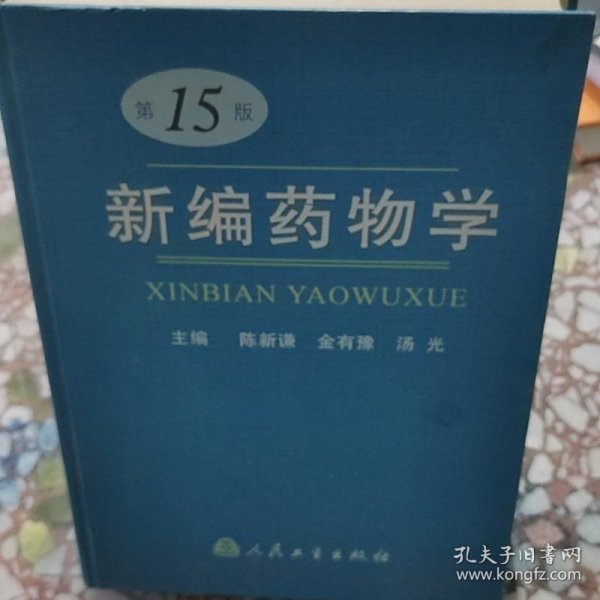 第15版
新编药物学
XINBIAN YAOWUXUE
主编 陈新谦 金有豫 汤光
人民卫生出版社
孔夫子旧书网
www.kongfz.com